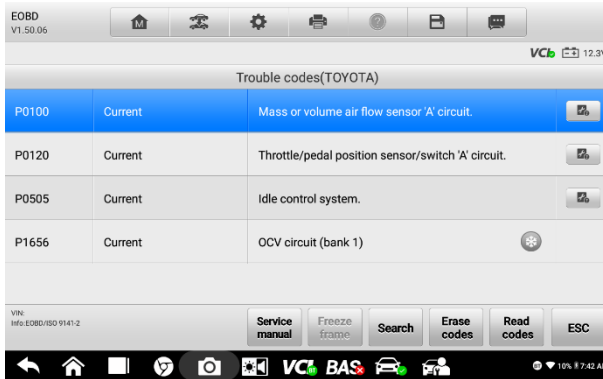 EOBD
V1.50.06
VCI 12.3V
Trouble codes(TOYOTA)
P0100 Current Mass or volume air flow sensor 'A' circuit.
P0120 Current Throttle/pedal position sensor/switch 'A' circuit.
P0505 Current Idle control system.
P1656 Current OCV circuit (bank 1)
VIN:
Info:EOBD/ISO 9141-2
Service manual
Freeze frame
Search
Erase codes
Read codes
ESC
VCI BAS 10% 7:42 A